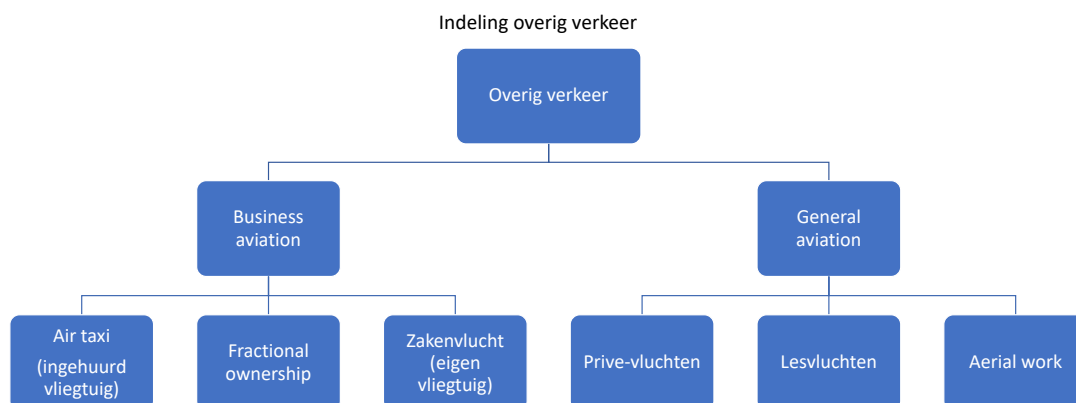 Indeling overig verkeer
Overig verkeer
Business
aviation
General
aviation
Air taxi
(ingehuurd
vliegtuig)
Fractional
ownership
Zakenvlucht
(eigen
vliegtuig)
Prive-vluchten
Lesvluchten
Aerial work